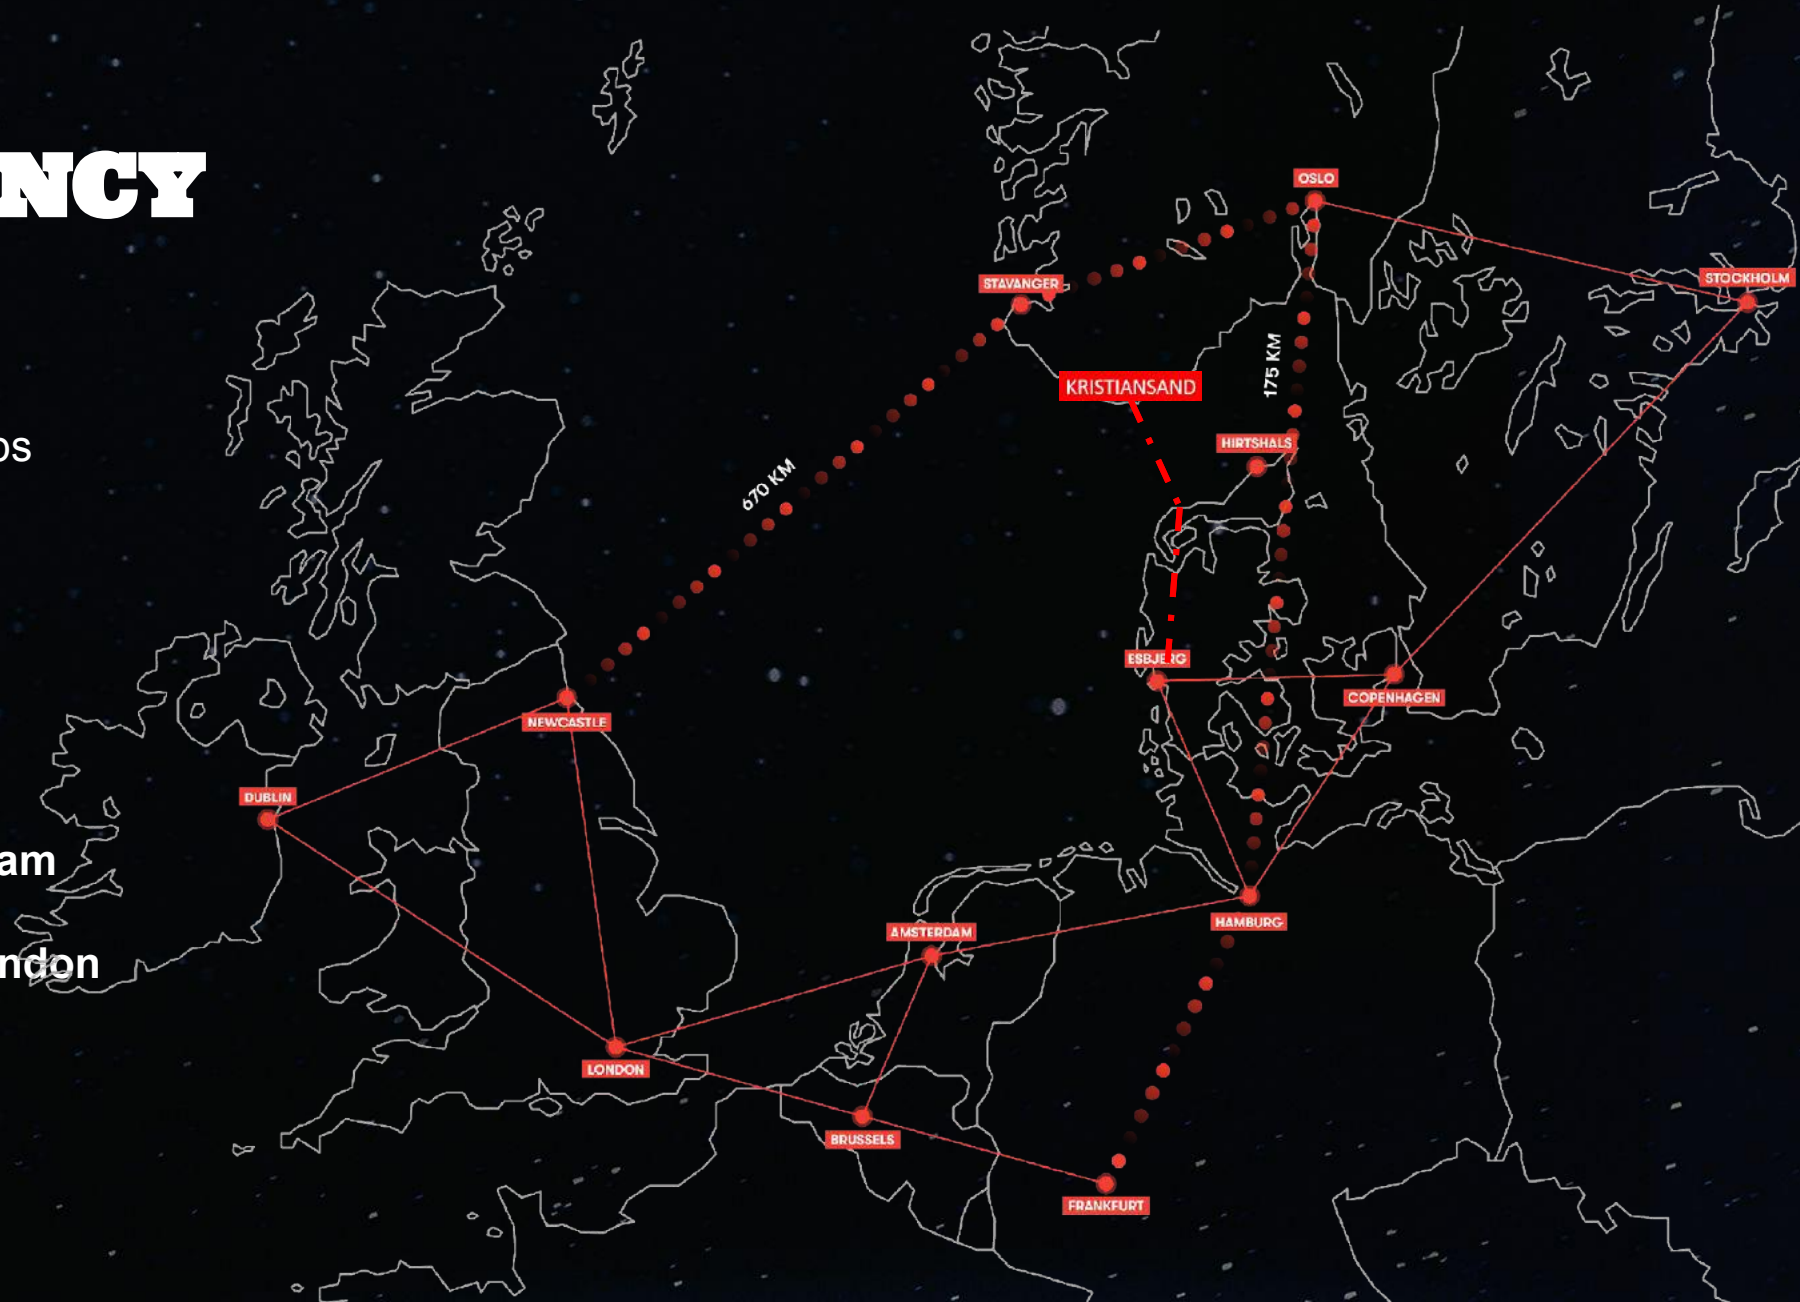 NCY
os
am
ndon
OSLO
STOCKHOLM
STAVANGER
175 KM
KRISTIANSAND
HIRTSHALS
670 KM
ESBJERG
COPENHAGEN
NEWCASTLE
DUBLIN
HAMBURG
AMSTERDAM
LONDON
BRUSSELS
FRANKFURT